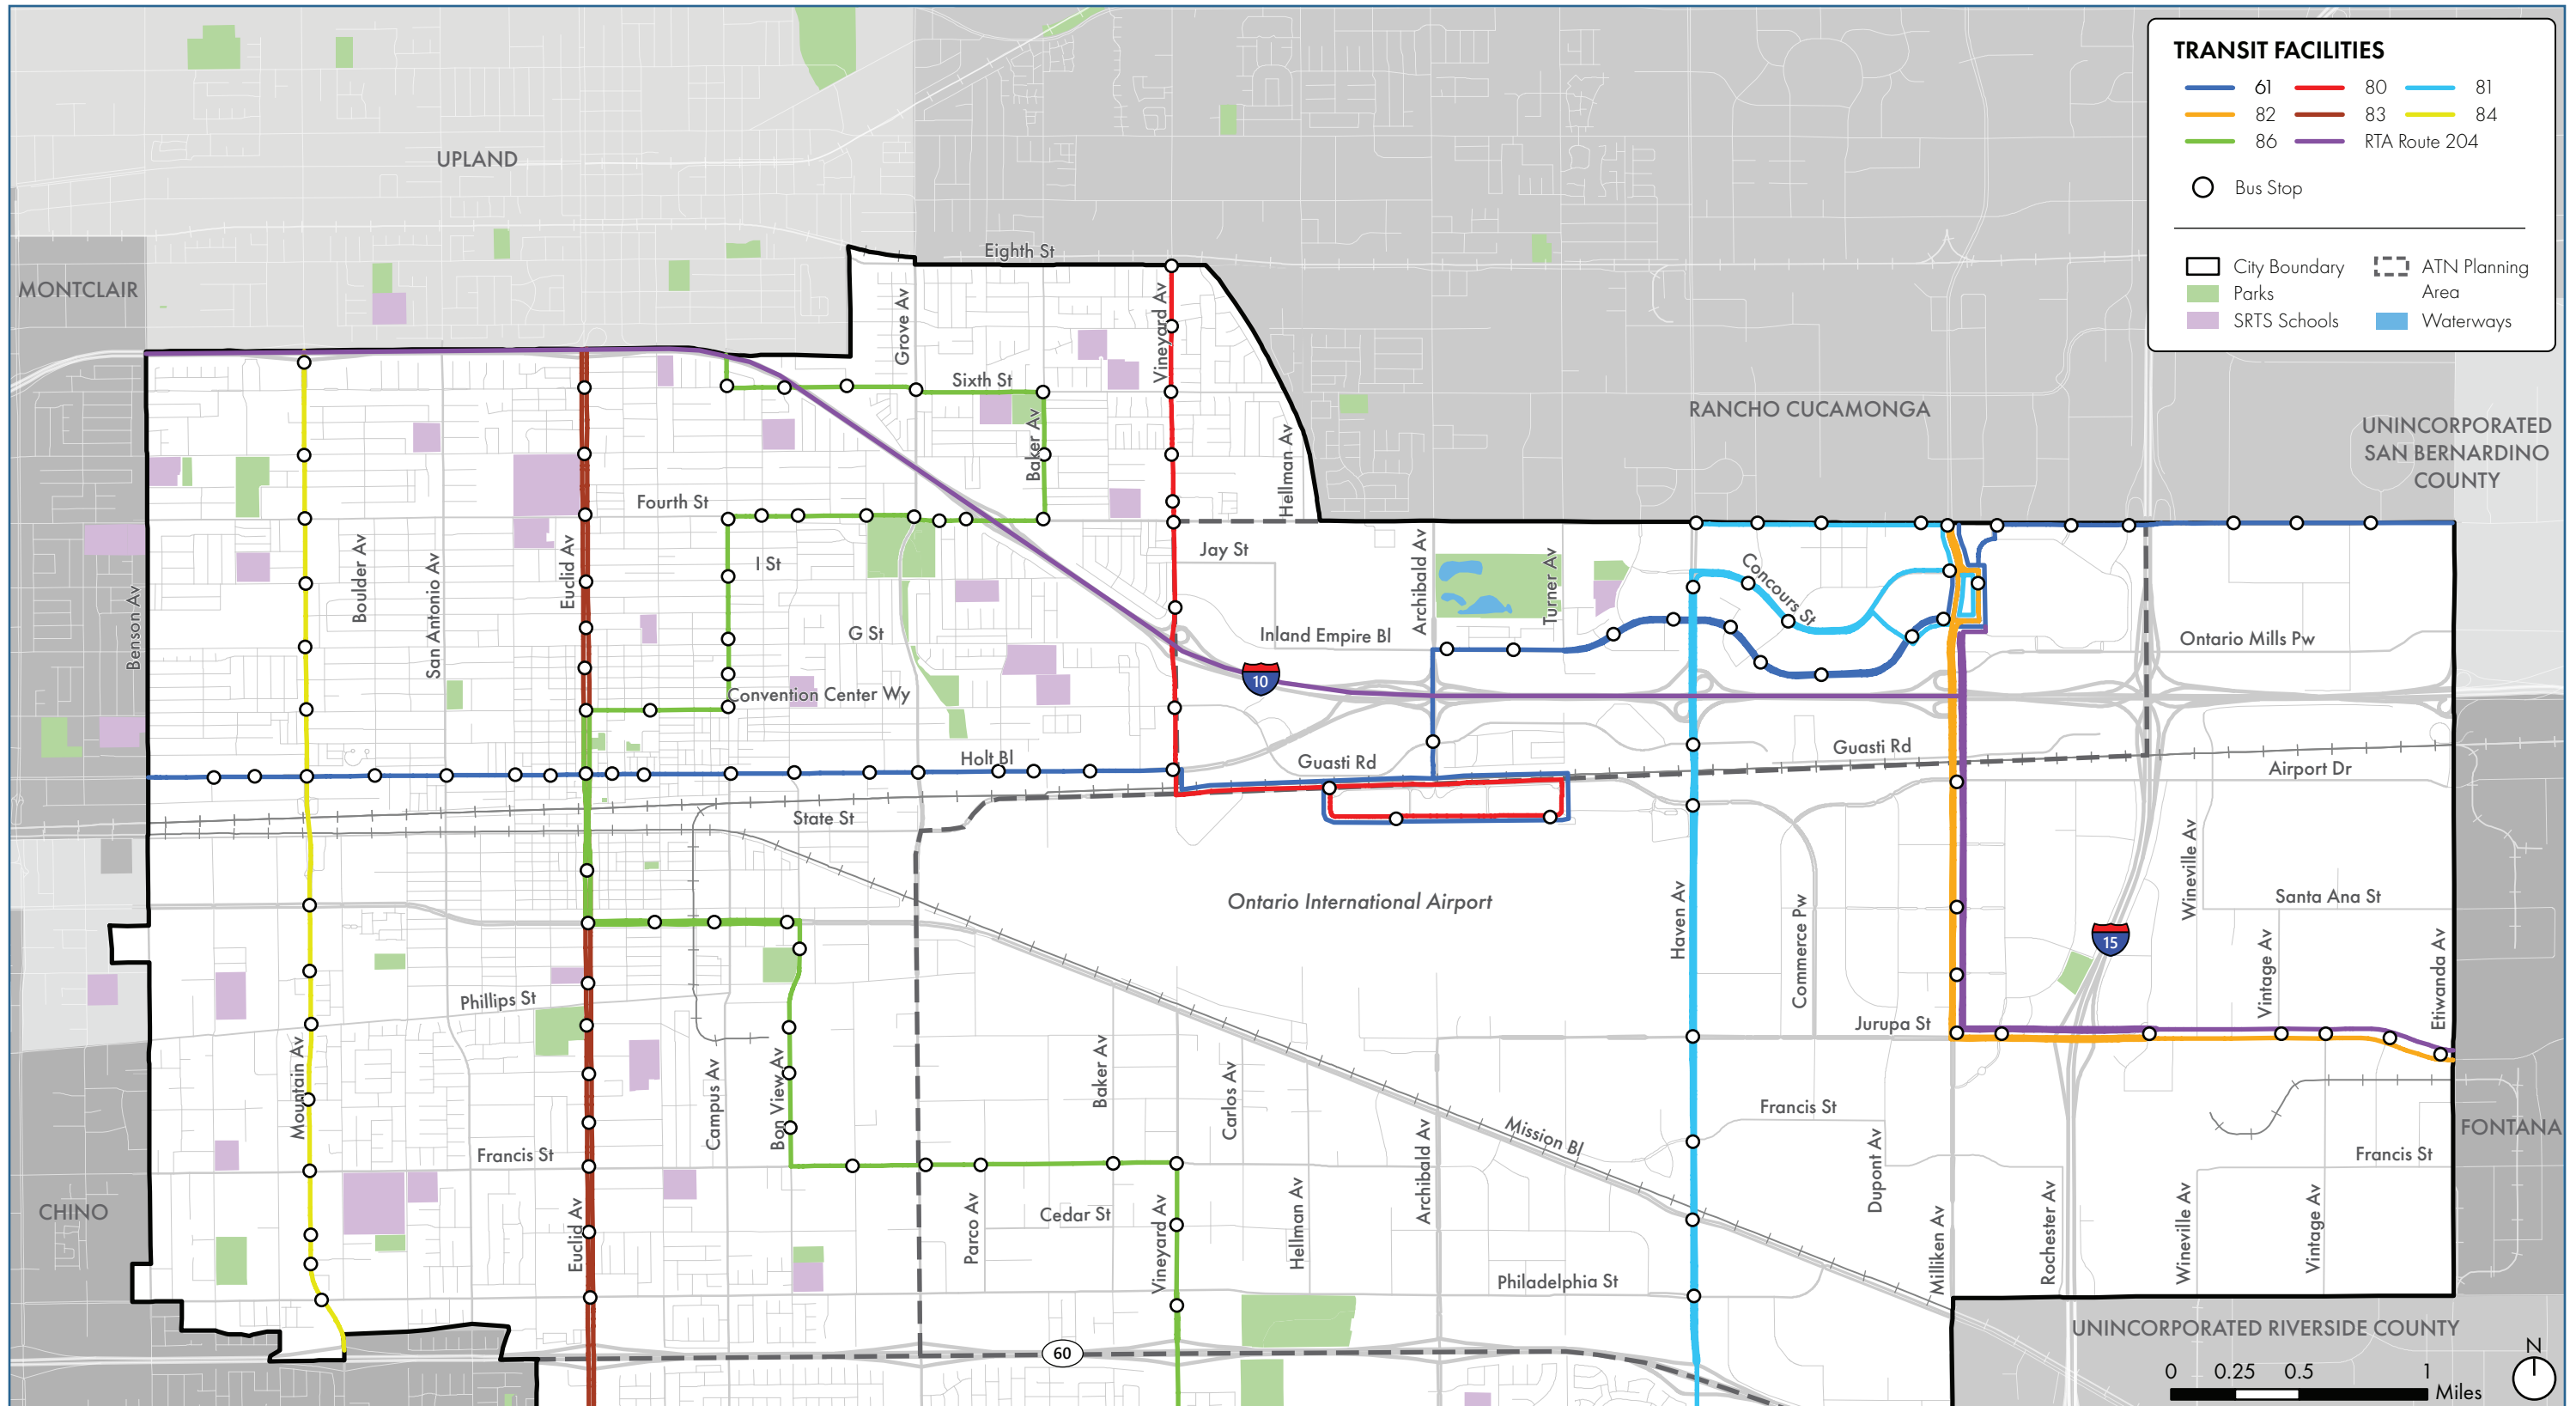 TRANSIT FACILITIES
61 80 81
82 83 84
86 RTA Route 204
Bus Stop
City Boundary
ATN Planning
Area
Parks
SRTS Schools
Waterways
UPLAND
Eighth St
MONTCLAIR
Grove Av
Vineyard Av
Sixth St
RANCHO CUCAMONGA
UNINCORPORATED
SAN BERNARDINO
COUNTY
Baker Av
Hellman Av
Fourth St
Jay St
Boulder Av
San Antonio Av
Euclid Av
I St
Archibald Av
Turner Av
Concours St
Benson Av
G St
Inland Empire Bl
Ontario Mills Pw
10
Convention Center Wy
Holt Bl
Guasti Rd
Guasti Rd
Airport Dr
State St
Ontario International Airport
Haven Av
Commerce Pw
Wineville Av
Santa Ana St
15
Vintage Av
Etiwanda Av
Phillips St
Jurupa St
Mountain Av
Campus Av
Bon View Av
Baker Av
Carlos Av
Archibald Av
Mission Bl
Francis St
Dupont Av
FONTANA
Francis St
Francis St
CHINO
Euclid Av
Parco Av
Cedar St
Vineyard Av
Hellman Av
Philadelphia St
Milliken Av
Rochester Av
Wineville Av
Vintage Av
UNINCORPORATED RIVERSIDE COUNTY
60
N
0 0.25 0.5 1
Miles